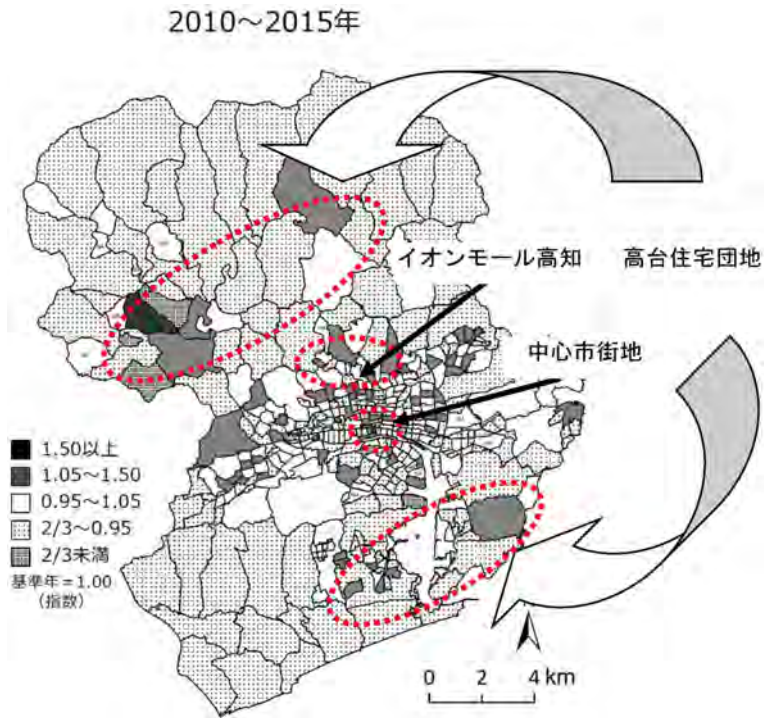 2010～2015年
イオンモール高知
高台住宅団地
中心市街地
1.50以上
1.05～1.50
0.95～1.05
2/3～0.95
2/3未満
基準年＝1.00
（指数）
0 2 4 km